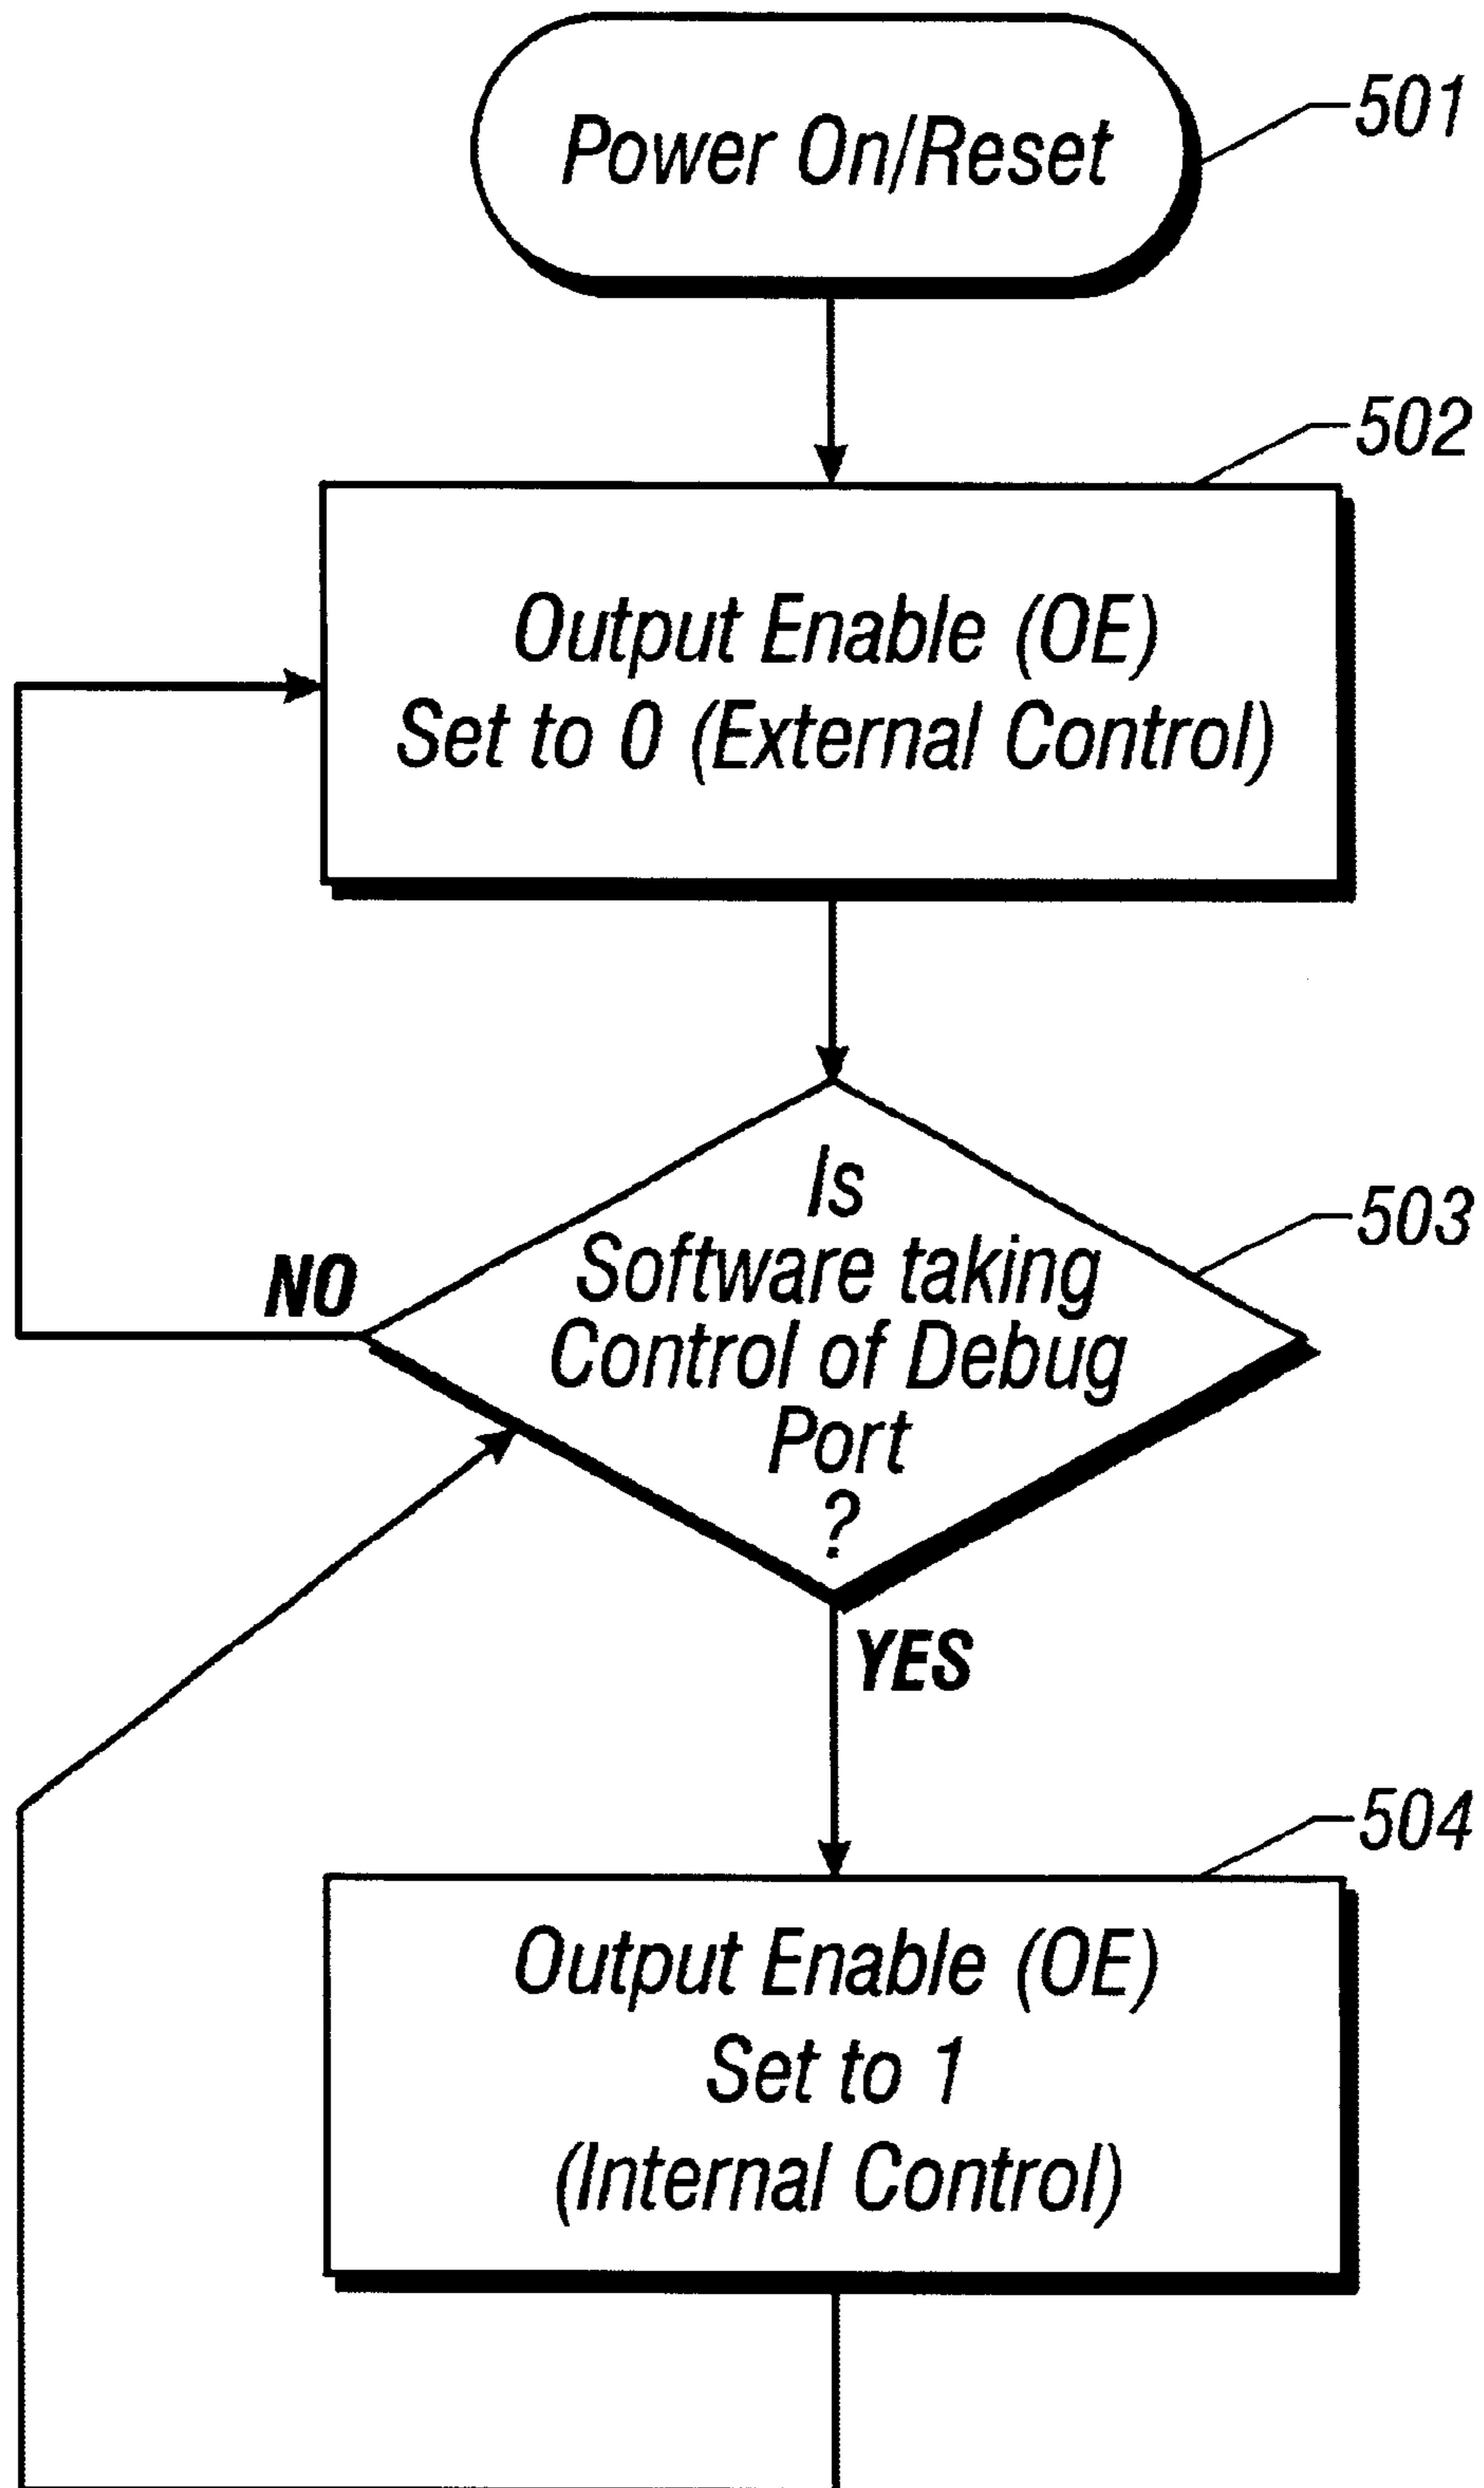 Power On/Reset
501
502
Output Enable (OE)
Set to 0 (External Control)
Is
Software taking
Control of Debug
Port
?
503
NO
YES
504
Output Enable (OE)
Set to 1
(Internal Control)